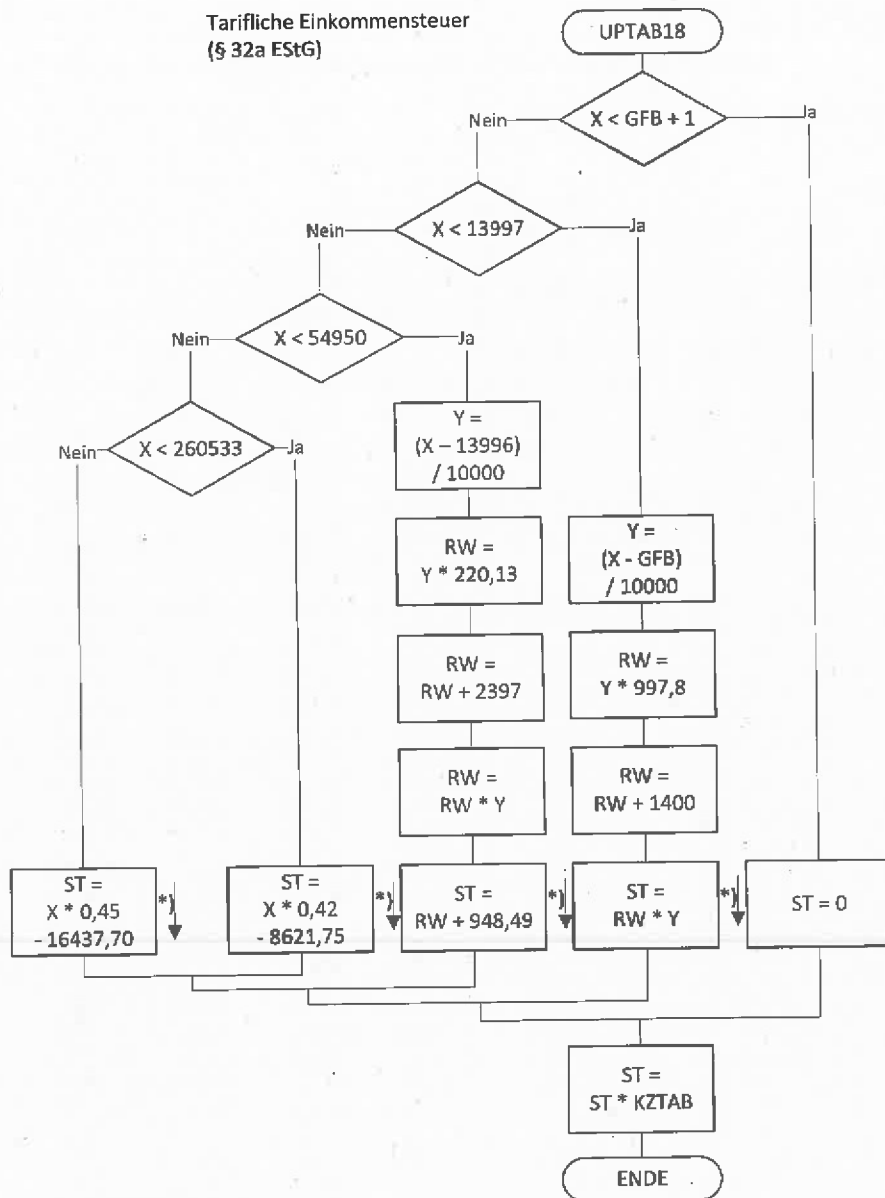 Tarifliche Einkommensteuer
(§ 32a EStG)
UPTAB18
X < GFB + 1
Nein
Ja
X < 13997
Nein
Ja
X < 54950
Nein
Ja
X < 260533
Nein
Ja
Y =
(X – 13996)
/ 10000
RW =
Y * 220,13
RW =
RW + 2397
RW =
RW * Y
Y =
(X - GFB)
/ 10000
RW =
Y * 997,8
RW =
RW + 1400
ST =
X * 0,45
- 16437,70
*)
ST =
X * 0,42
- 8621,75
*)
ST =
RW + 948,49
*)
ST =
RW * Y
*)
ST = 0
ST =
ST * KZTAB
ENDE